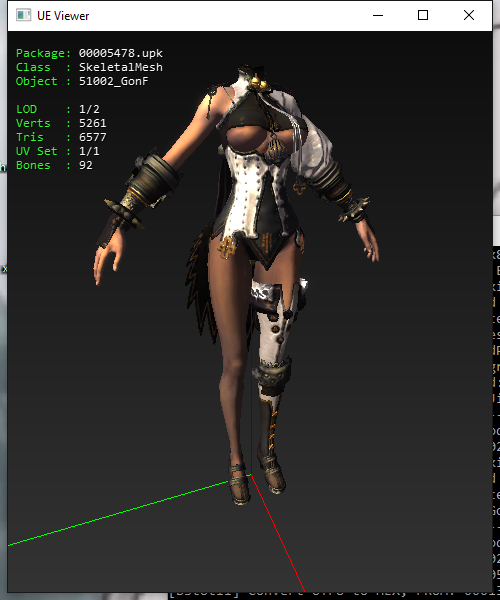 UE Viewer
Package: 00005478.upk
Class : SkeletalMesh
Object : 51002_GonF
LOD : 1/2
Verts : 5261
Tris : 6577
UV Set : 1/1
Bones : 92